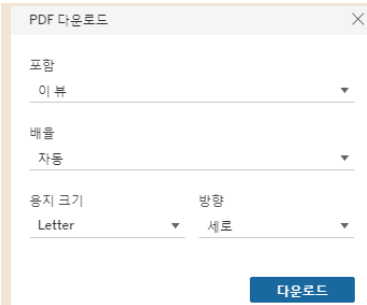 PDF 다운로드
포함
이 뷰
배율
자동
용지 크기 방향
Letter 세로
다운로드